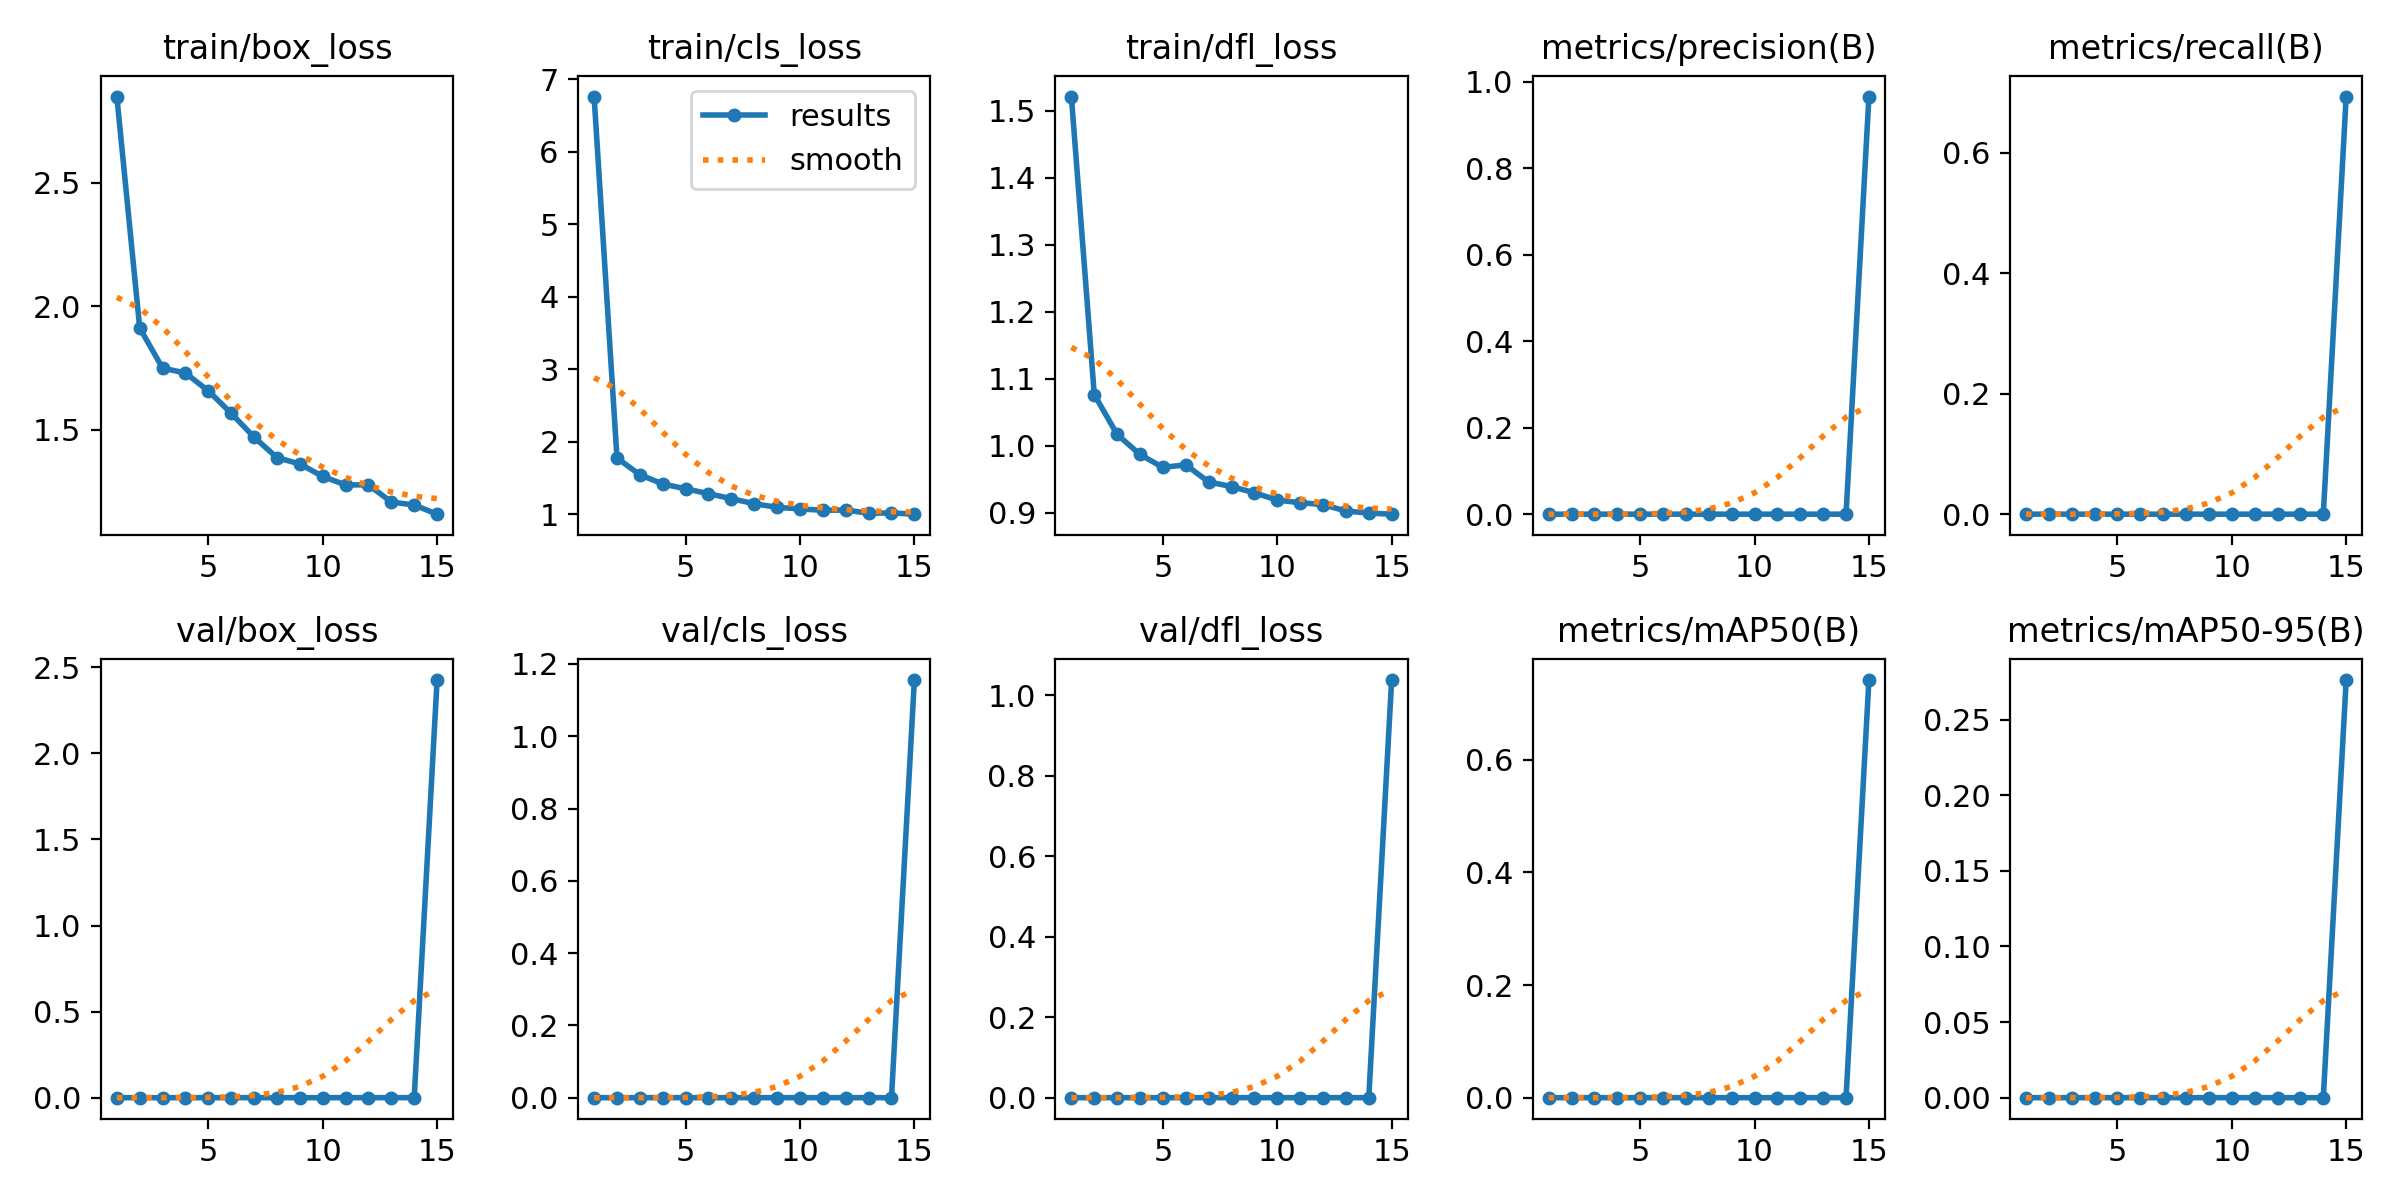 train/box_loss
2.5
2.0
1.5
5 10 15
train/cls_loss
results
smooth
7
6
5
4
3
2
1
5 10 15
train/dfl_loss
1.5
1.4
1.3
1.2
1.1
1.0
0.9
5 10 15
metrics/precision(B)
1.0
0.8
0.6
0.4
0.2
0.0
5 10 15
metrics/recall(B)
0.6
0.4
0.2
0.0
5 10 15
val/box_loss
2.5
2.0
1.5
1.0
0.5
0.0
5 10 15
val/cls_loss
1.2
1.0
0.8
0.6
0.4
0.2
0.0
5 10 15
val/dfl_loss
1.0
0.8
0.6
0.4
0.2
0.0
5 10 15
metrics/mAP50(B)
0.6
0.4
0.2
0.0
5 10 15
metrics/mAP50-95(B)
0.25
0.20
0.15
0.10
0.05
0.00
5 10 15